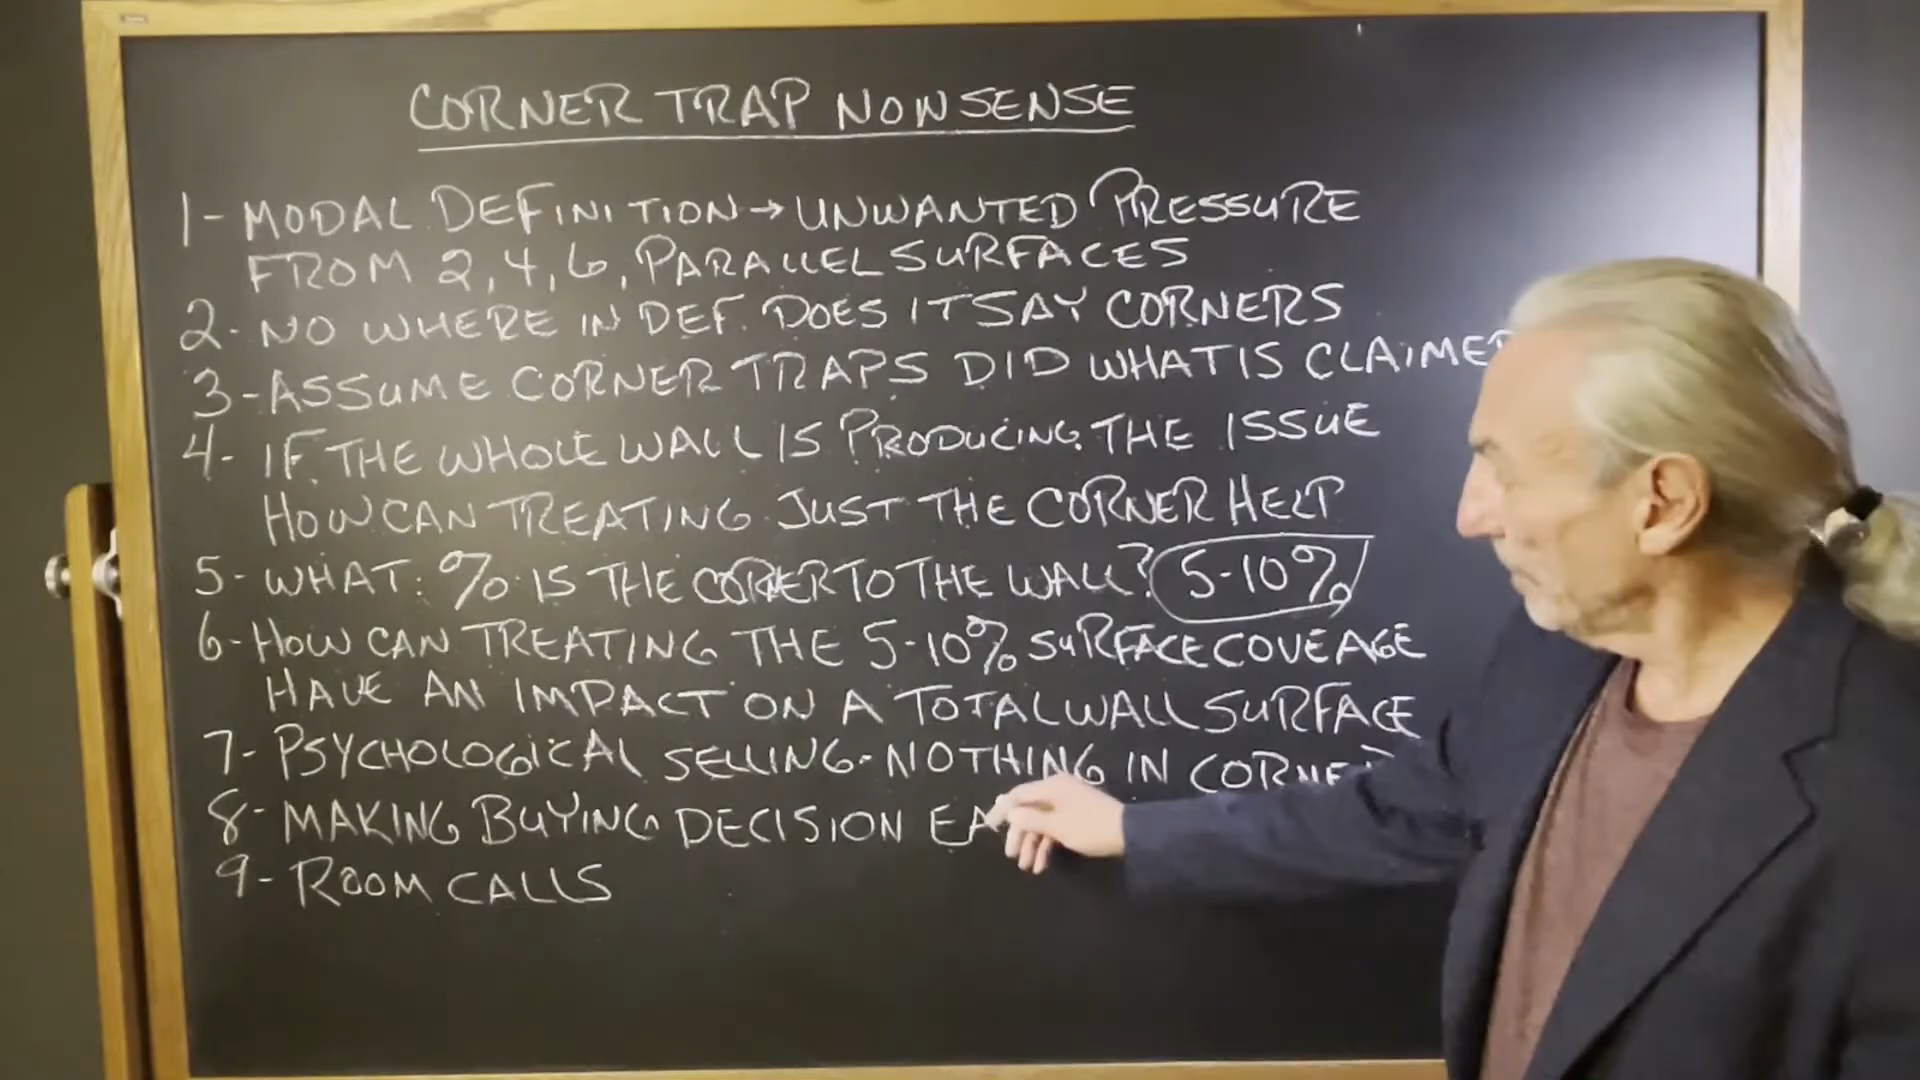 CORNER TRAP NONSENSE
1- MODAL DEFINITION → UNWANTED PRESSURE
FROM 2, 4, 6, PARALLEL SURFACES
2- NO WHERE IN DEF. DOES IT SAY CORNERS
3- ASSUME CORNER TRAPS DID WHAT IS CLAIMED
4- IF THE WHOLE WALL IS PRODUCING THE ISSUE
HOW CAN TREATING JUST THE CORNER HELP
5- WHAT % IS THE CORNER TO THE WALL? 5-10%
6- HOW CAN TREATING THE 5-10% SURFACE COVEAGE
HAVE AN IMPACT ON A TOTAL WALL SURFACE
7- PSYCHOLOGICAL SELLING - NOTHING IN CORNER
8- MAKING BUYING DECISION
9- ROOM CALLS